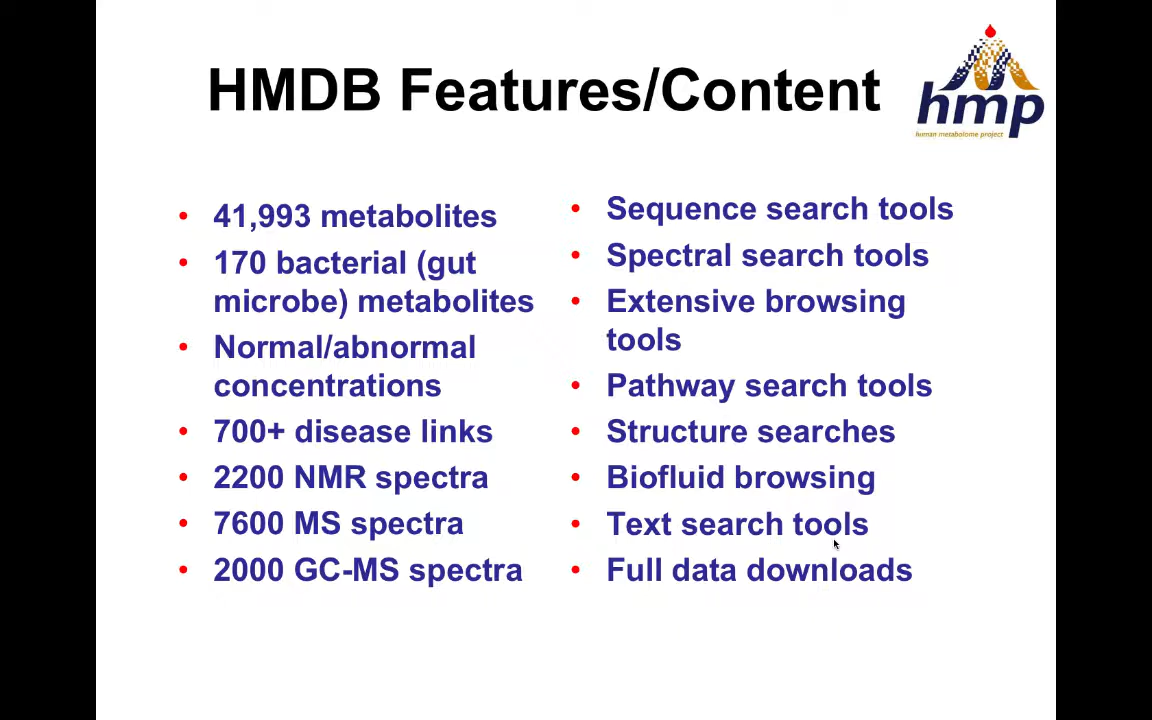 HMDB Features/Content
hmp
human metabolome project
• 41,993 metabolites
• 170 bacterial (gut
microbe) metabolites
• Normal/abnormal
concentrations
• 700+ disease links
• 2200 NMR spectra
• 7600 MS spectra
• 2000 GC-MS spectra
• Sequence search tools
• Spectral search tools
• Extensive browsing
tools
• Pathway search tools
• Structure searches
• Biofluid browsing
• Text search tools
• Full data downloads